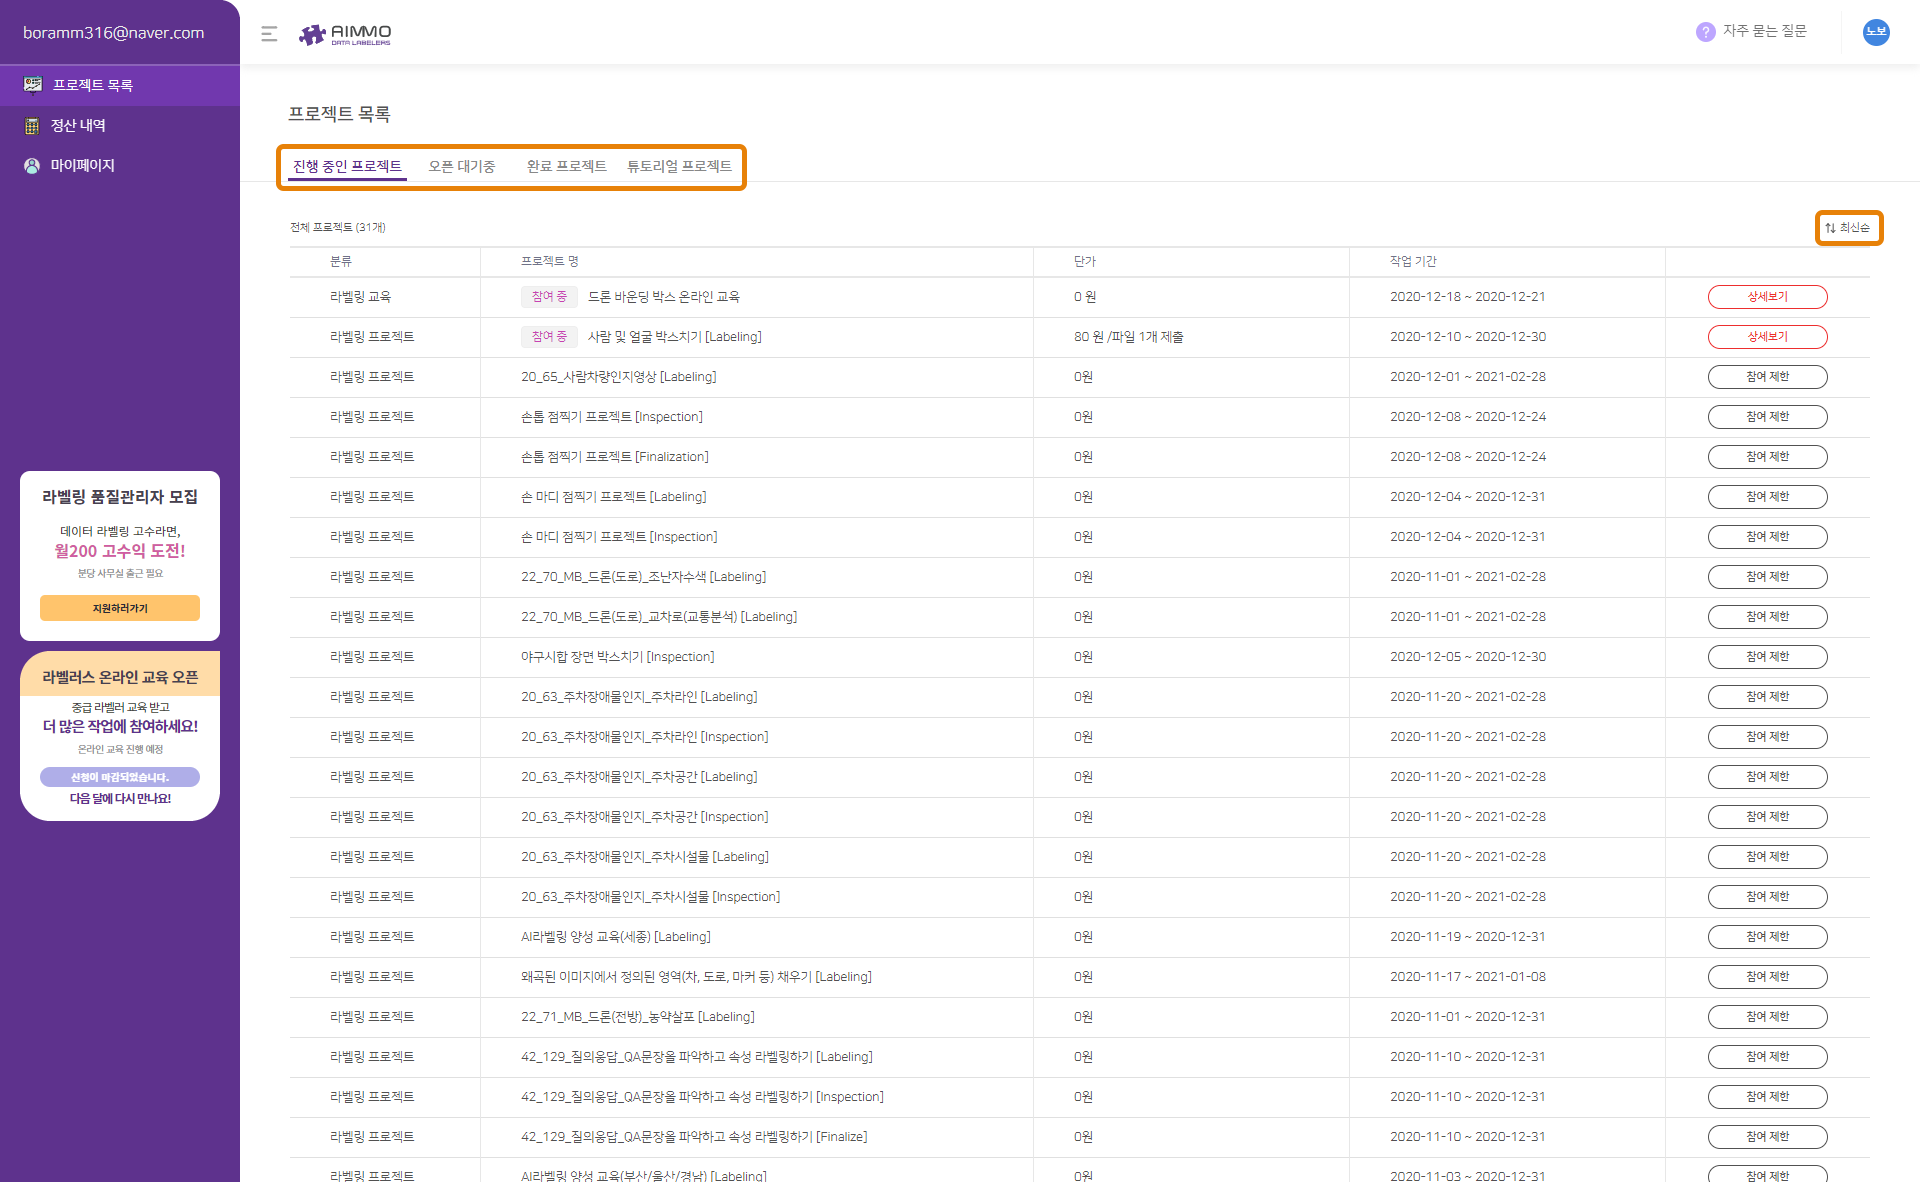 boramm316@naver.com
AIMMO
DATA LABELERS
? 자주 묻는 질문
노보
프로젝트 목록
정산 내역
마이페이지
라벨링 품질관리자 모집
데이터 라벨링 고수라면,
월200 고수익 도전!
분당 사무실 출근 필요
지원하러가기
라벨러스 온라인 교육 오픈
중급 라벨러 교육 받고
더 많은 작업에 참여하세요!
온라인 교육 진행 예정
신청이 마감되었습니다.
다음 달에 다시 만나요!
프로젝트 목록
진행 중인 프로젝트 오픈 대기중 완료 프로젝트 튜토리얼 프로젝트
전체 프로젝트 (31개) 최신순
분류 프로젝트 명 단가 작업 기간
라벨링 교육 참여 중 드론 바운딩 박스 온라인 교육 0 원 2020-12-18 ~ 2020-12-21 상세보기
라벨링 프로젝트 참여 중 사람 및 얼굴 박스치기 [Labeling] 80 원 /파일 1개 제출 2020-12-10 ~ 2020-12-30 상세보기
라벨링 프로젝트 20_65_사람차량인지영상 [Labeling] 0원 2020-12-01 ~ 2021-02-28 참여 제한
라벨링 프로젝트 손톱 점찍기 프로젝트 [Inspection] 0원 2020-12-08 ~ 2020-12-24 참여 제한
라벨링 프로젝트 손톱 점찍기 프로젝트 [Finalization] 0원 2020-12-08 ~ 2020-12-24 참여 제한
라벨링 프로젝트 손 마디 점찍기 프로젝트 [Labeling] 0원 2020-12-04 ~ 2020-12-31 참여 제한
라벨링 프로젝트 손 마디 점찍기 프로젝트 [Inspection] 0원 2020-12-04 ~ 2020-12-31 참여 제한
라벨링 프로젝트 22_70_MB_드론(도로)_조난자수색 [Labeling] 0원 2020-11-01 ~ 2021-02-28 참여 제한
라벨링 프로젝트 22_70_MB_드론(도로)_교차로(교통분석) [Labeling] 0원 2020-11-01 ~ 2021-02-28 참여 제한
라벨링 프로젝트 야구시합 장면 박스치기 [Inspection] 0원 2020-12-05 ~ 2020-12-30 참여 제한
라벨링 프로젝트 20_63_주차장애물인지_주차라인 [Labeling] 0원 2020-11-20 ~ 2021-02-28 참여 제한
라벨링 프로젝트 20_63_주차장애물인지_주차라인 [Inspection] 0원 2020-11-20 ~ 2021-02-28 참여 제한
라벨링 프로젝트 20_63_주차장애물인지_주차공간 [Labeling] 0원 2020-11-20 ~ 2021-02-28 참여 제한
라벨링 프로젝트 20_63_주차장애물인지_주차공간 [Inspection] 0원 2020-11-20 ~ 2021-02-28 참여 제한
라벨링 프로젝트 20_63_주차장애물인지_주차시설물 [Labeling] 0원 2020-11-20 ~ 2021-02-28 참여 제한
라벨링 프로젝트 20_63_주차장애물인지_주차시설물 [Inspection] 0원 2020-11-20 ~ 2021-02-28 참여 제한
라벨링 프로젝트 AI라벨링 양성 교육(세종) [Labeling] 0원 2020-11-19 ~ 2020-12-31 참여 제한
라벨링 프로젝트 왜곡된 이미지에서 정의된 영역(차, 도로, 마커 등) 채우기 [Labeling] 0원 2020-11-17 ~ 2021-01-08 참여 제한
라벨링 프로젝트 22_71_MB_드론(전방)_농약살포 [Labeling] 0원 2020-11-01 ~ 2020-12-31 참여 제한
라벨링 프로젝트 42_129_질의응답_QA문장을 파악하고 속성 라벨링하기 [Labeling] 0원 2020-11-10 ~ 2020-12-31 참여 제한
라벨링 프로젝트 42_129_질의응답_QA문장을 파악하고 속성 라벨링하기 [Inspection] 0원 2020-11-10 ~ 2020-12-31 참여 제한
라벨링 프로젝트 42_129_질의응답_QA문장을 파악하고 속성 라벨링하기 [Finalize] 0원 2020-11-10 ~ 2020-12-31 참여 제한
라벨링 프로젝트 AI라벨링 양성 교육(부산/울산/경남) [Labeling] 0원 2020-11-03 ~ 2020-12-31 참여 제한